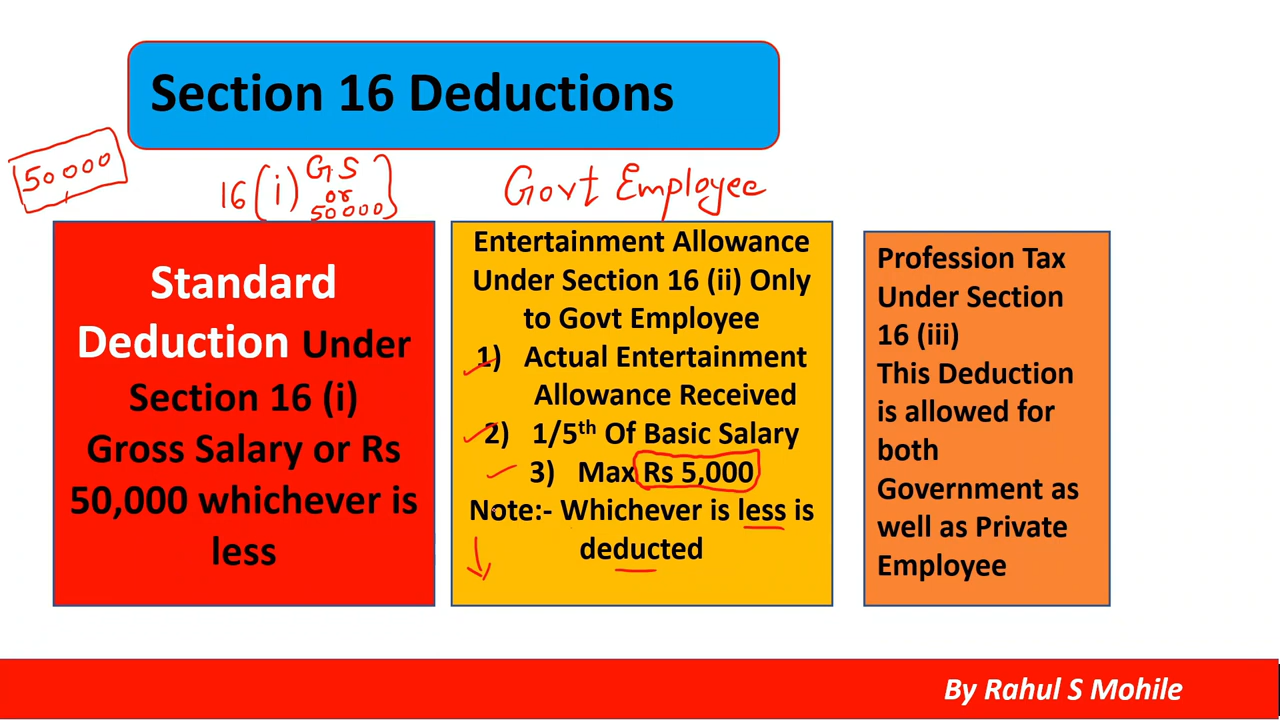 Section 16 Deductions
50000
16 (i) GS
or
50000
Govt Employee
Standard
Deduction Under
Section 16 (i)
Gross Salary or Rs
50,000 whichever is
less
Entertainment Allowance
Under Section 16 (ii) Only
to Govt Employee
1) Actual Entertainment
Allowance Received
2) 1/5th Of Basic Salary
3) Max Rs 5,000
Note:- Whichever is less is
deducted
Profession Tax
Under Section
16 (iii)
This Deduction
is allowed for
both
Government as
well as Private
Employee
By Rahul S Mohile